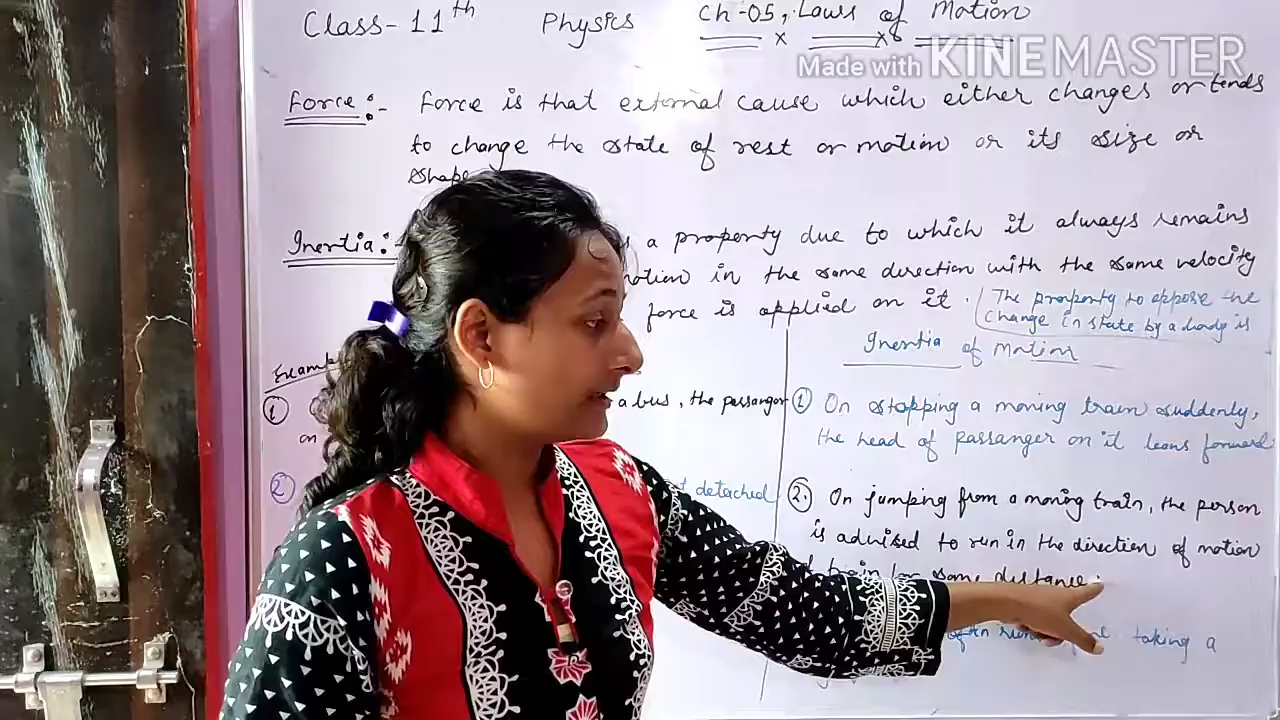 Class-11th Physics Ch-05, Laws of Motion
Made with KINEMASTER
Force:- Force is that external cause which either changes or tends
to change the state of rest or motion or its size or
shape
Inertia: a property due to which it always remains
motion in the same direction with the same velocity
force is applied on it. The property to oppose the
change in state by a body is
Inertia of Motion
Exampl
① a bus, the passanger
on
② detached
① On stopping a moving train suddenly,
the head of passanger on it leans forward
2. On jumping from a moving train, the person
is advised to run in the direction of motion
train for some distance.
often taking a